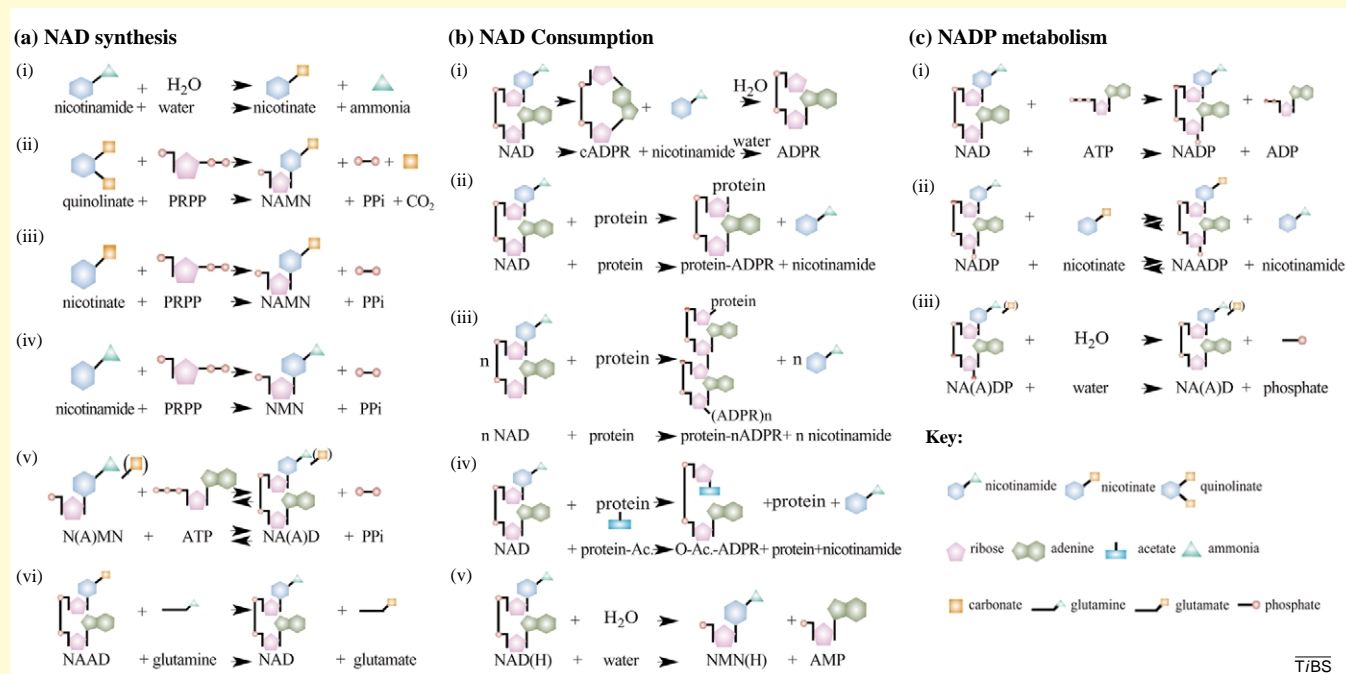 (a) NAD synthesis
(i)
+ H₂O +
nicotinamide + water nicotinate + ammonia
(ii)
+ + +
quinolinate + PRPP NAMN + PPi + CO₂
(iii)
+ +
nicotinate + PRPP NAMN + PPi
(iv)
+ +
nicotinamide + PRPP NMN + PPi
(v)
( ) + ( ) +
N(A)MN + ATP NA(A)D + PPi
(vi)
+ +
NAAD + glutamine NAD + glutamate
(b) NAD Consumption
(i)
+ H₂O
water
NAD cADPR + nicotinamide ADPR
(ii)
protein
+ protein +
NAD + protein protein-ADPR + nicotinamide
(iii)
protein
n + protein + n
(ADPR)n
n NAD + protein protein-nADPR+ n nicotinamide
(iv)
+ protein +protein +
NAD + protein-Ac. O-Ac.-ADPR+ protein+nicotinamide
(v)
+ H₂O +
NAD(H) + water NMN(H) + AMP
(c) NADP metabolism
(i)
+ +
NAD + ATP NADP + ADP
(ii)
+ +
NADP + nicotinate NAADP + nicotinamide
(iii)
( ) + H₂O ( ) +
NA(A)DP + water NA(A)D + phosphate
Key:
nicotinamide nicotinate quinolinate
ribose adenine acetate ammonia
carbonate glutamine glutamate phosphate
TiBS